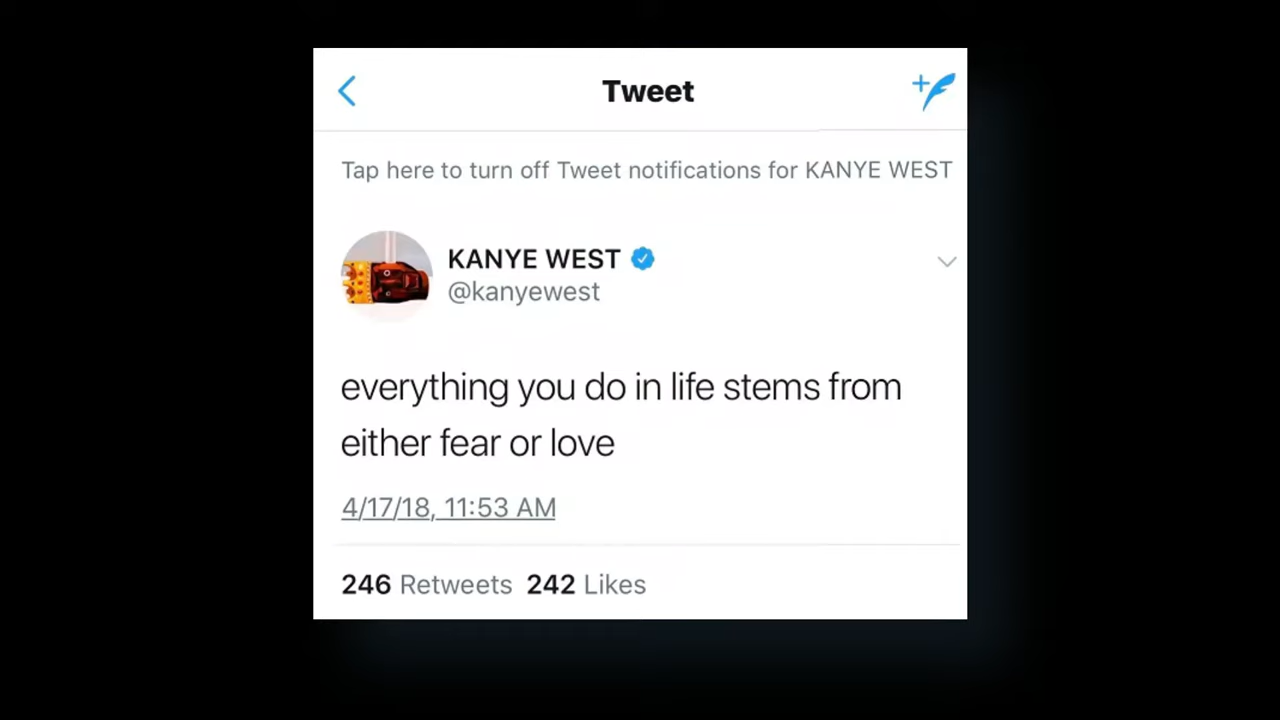 Tweet
Tap here to turn off Tweet notifications for KANYE WEST
KANYE WEST
@kanyewest
everything you do in life stems from
either fear or love
4/17/18, 11:53 AM
246 Retweets 242 Likes